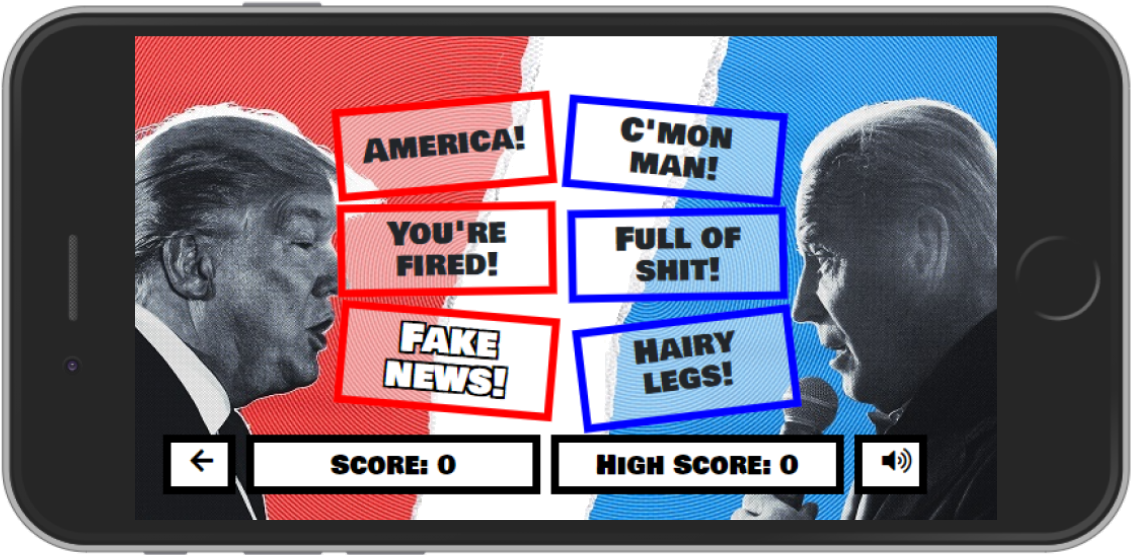 America!
C'mon
man!
You're
fired!
Full of
shit!
Fake
news!
Hairy
legs!
Score: 0
High Score: 0